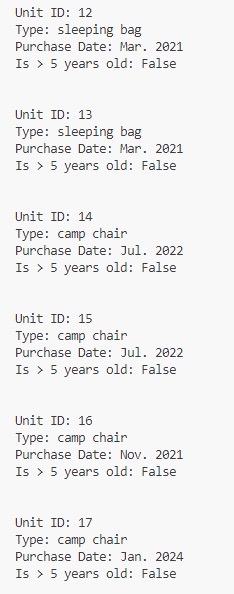 Unit ID: 12
Type: sleeping bag
Purchase Date: Mar. 2021
Is > 5 years old: False
Unit ID: 13
Type: sleeping bag
Purchase Date: Mar. 2021
Is > 5 years old: False
Unit ID: 14
Type: camp chair
Purchase Date: Jul. 2022
Is > 5 years old: False
Unit ID: 15
Type: camp chair
Purchase Date: Jul. 2022
Is > 5 years old: False
Unit ID: 16
Type: camp chair
Purchase Date: Nov. 2021
Is > 5 years old: False
Unit ID: 17
Type: camp chair
Purchase Date: Jan. 2024
Is > 5 years old: False